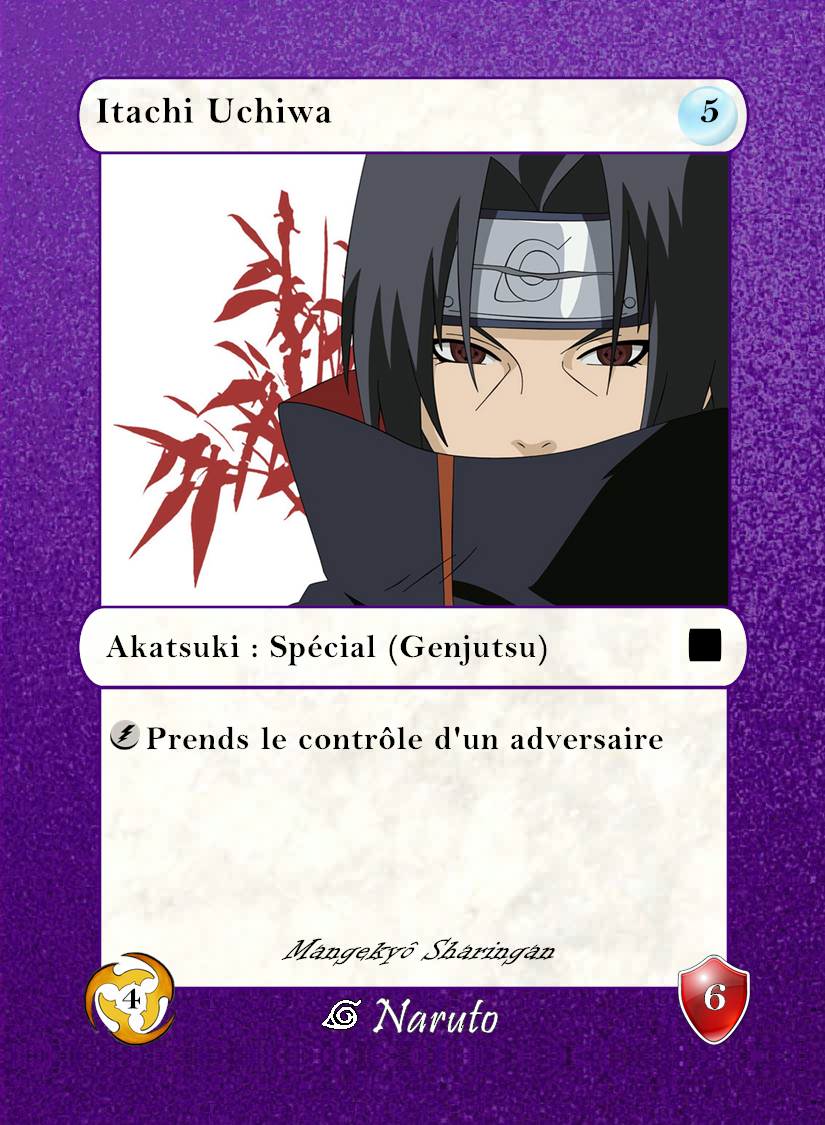 Itachi Uchiwa
5
Akatsuki : Spécial (Genjutsu)
Prends le contrôle d'un adversaire
Mangekyô Sharingan
4
6
Naruto